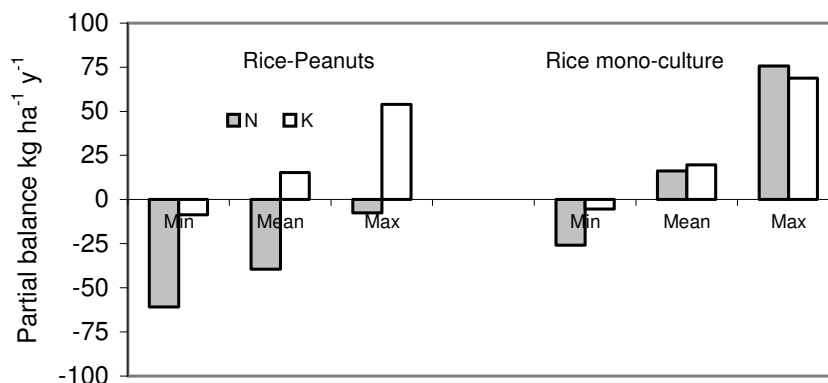 Partial balance kg ha⁻¹ y⁻¹
100
75
50
25
0
-25
-50
-75
-100
Rice-Peanuts
Rice mono-culture
N K
Min Mean Max Min Mean Max